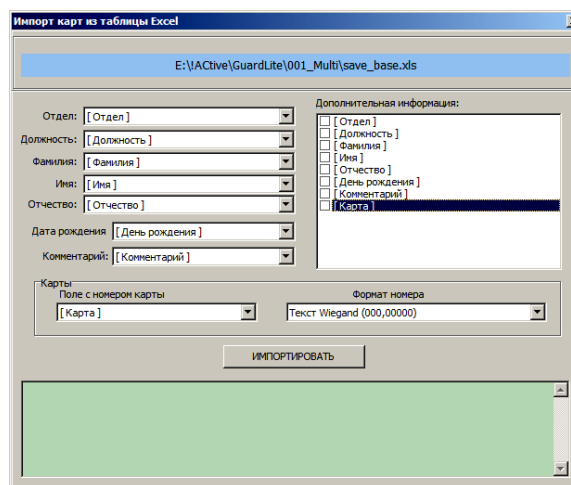 Импорт карт из таблицы Excel
E:\!ACtive\GuardLite\001_Multi\save_base.xls
Отдел: [ Отдел ]
Должность: [ Должность ]
Фамилия: [ Фамилия ]
Имя: [ Имя ]
Отчество: [ Отчество ]
Дата рождения [ День рождения ]
Комментарий: [ Комментарий ]
Дополнительная информация:
[ Отдел ]
[ Должность ]
[ Фамилия ]
[ Имя ]
[ Отчество ]
[ День рождения ]
[ Комментарий ]
[ Карта ]
Карты
Поле с номером карты
[ Карта ]
Формат номера
Текст Wiegand (000,00000)
ИМПОРТИРОВАТЬ